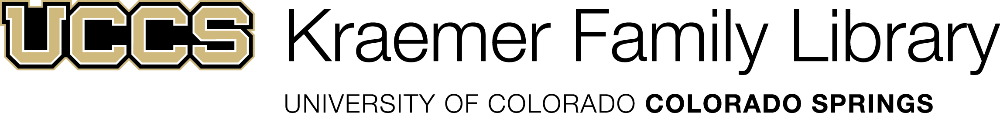 UCCS Kraemer Family Library
UNIVERSITY OF COLORADO COLORADO SPRINGS